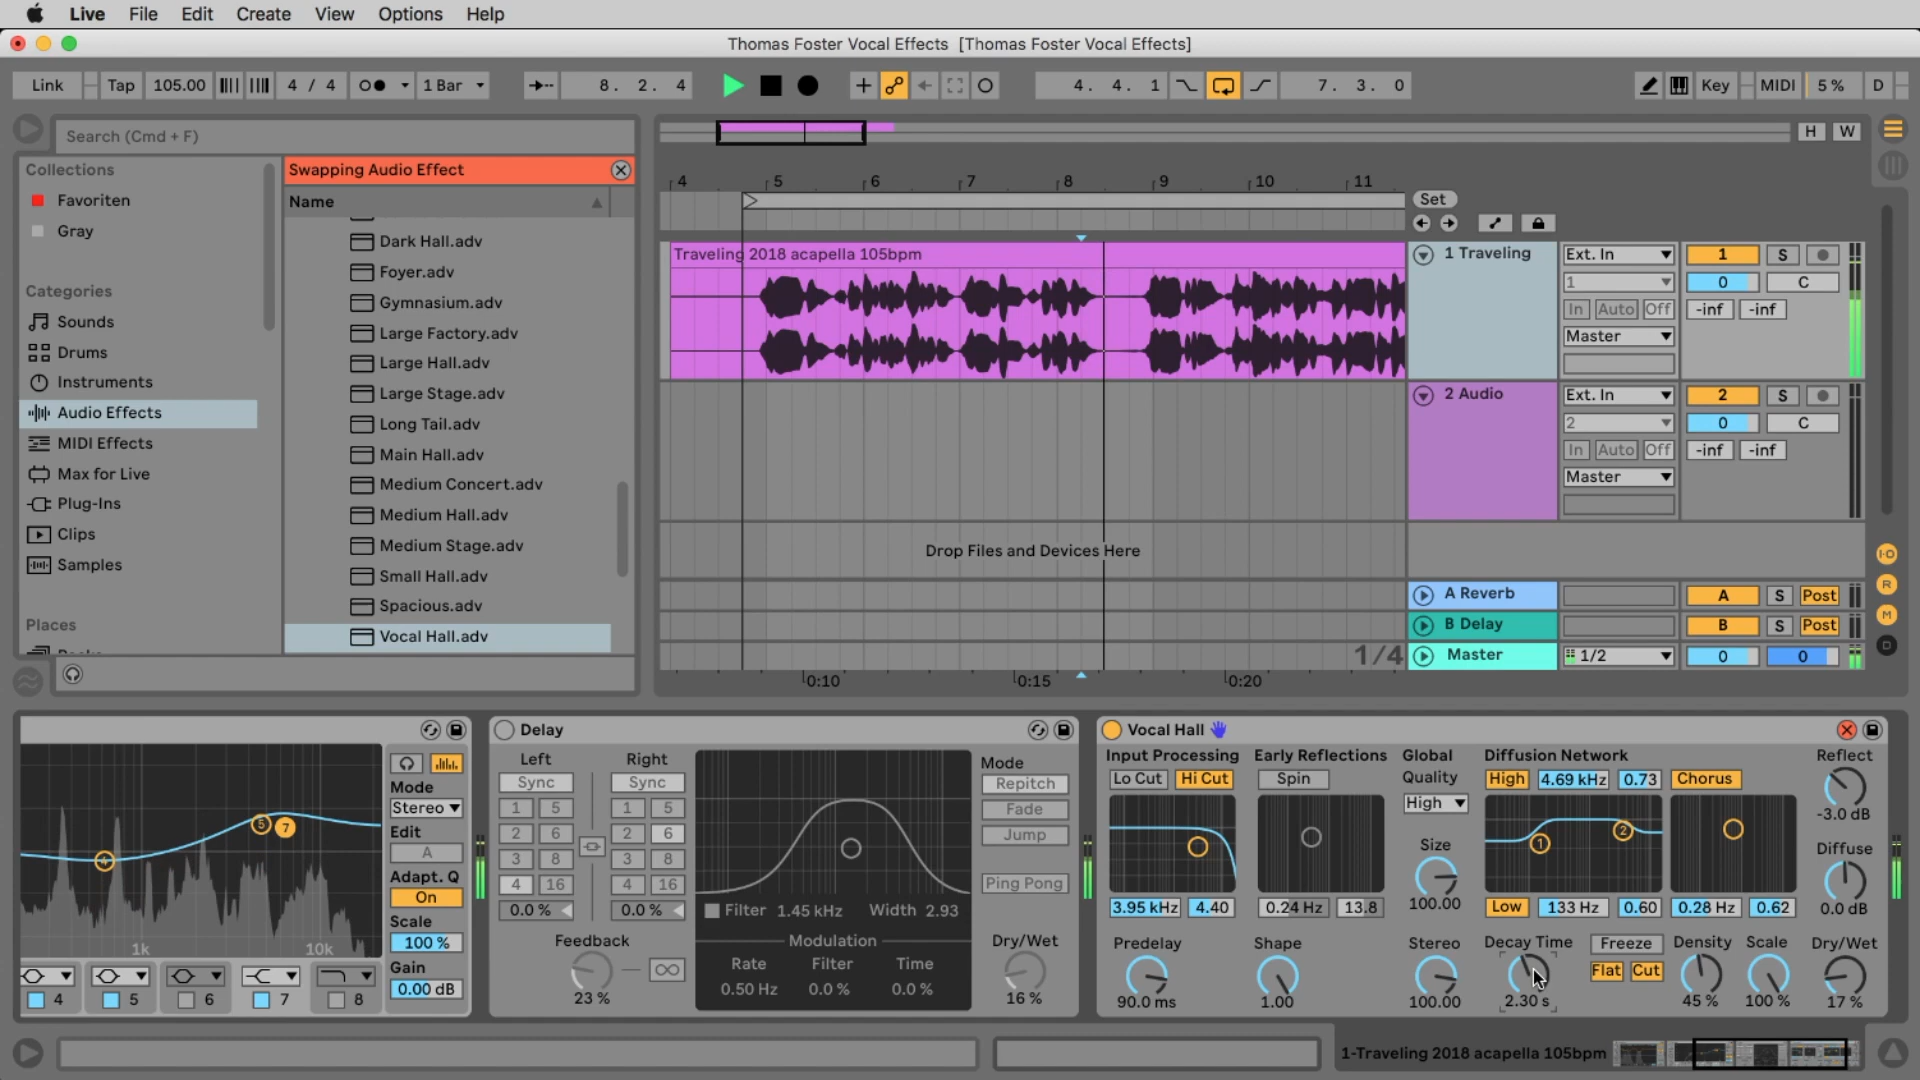 Live File Edit Create View Options Help
Thomas Foster Vocal Effects [Thomas Foster Vocal Effects]
Link Tap 105.00 4 / 4 1 Bar 8. 2. 4 4. 4. 1 7. 3. 0 Key MIDI 5 % D
Search (Cmd + F)
H W
Collections
Favoriten
Gray
Categories
Sounds
Drums
Instruments
Audio Effects
MIDI Effects
Max for Live
Plug-Ins
Clips
Samples
Places
Swapping Audio Effect
Name
Dark Hall.adv
Foyer.adv
Gymnasium.adv
Large Factory.adv
Large Hall.adv
Large Stage.adv
Long Tail.adv
Main Hall.adv
Medium Concert.adv
Medium Hall.adv
Medium Stage.adv
Small Hall.adv
Spacious.adv
Vocal Hall.adv
4 5 6 7 8 9 10 11
Set
Traveling 2018 acapella 105bpm
Drop Files and Devices Here
1/4
0:10 0:15 0:20
1 Traveling Ext. In 1 S
1 0 C
In Auto Off -inf -inf
Master
2 Audio Ext. In 2 S
2 0 C
In Auto Off -inf -inf
Master
A Reverb A S Post
B Delay B S Post
Master 1/2 0 0
I·O
R
M
D
4 5 7
1k 10k
Mode
Stereo
Edit
A
Adapt. Q
On
Scale
100 %
Gain
0.00 dB
4 5 6 7 8
Delay
Left Right
Sync Sync
1 5 1 5
2 6 2 6
3 8 3 8
4 16 4 16
0.0 % 0.0 %
Feedback
23 %
Filter 1.45 kHz Width 2.93
Modulation
Rate Filter Time
0.50 Hz 0.0 % 0.0 %
Mode
Repitch
Fade
Jump
Ping Pong
Dry/Wet
16 %
Vocal Hall
Input Processing Early Reflections Global Diffusion Network Reflect
Lo Cut Hi Cut Spin Quality High 4.69 kHz 0.73 Chorus
High
-3.0 dB
1 2
Size
Diffuse
100.00
0.0 dB
3.95 kHz 4.40 0.24 Hz 13.8 Low 133 Hz 0.60 0.28 Hz 0.62
Predelay Shape Stereo Decay Time Freeze Density Scale Dry/Wet
Flat Cut
90.0 ms 1.00 100.00 2.30 s 45 % 100 % 17 %
1-Traveling 2018 acapella 105bpm